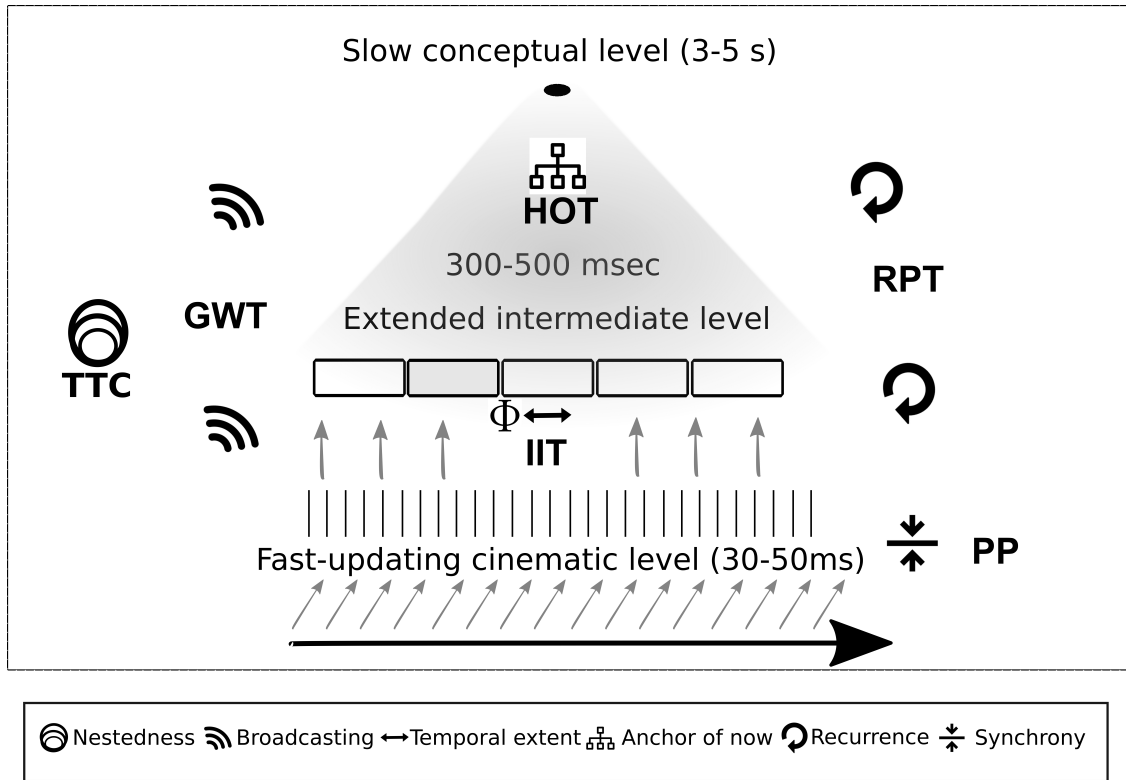 Slow conceptual level (3-5 s)
HOT
300-500 msec
RPT
GWT
Extended intermediate level
TTC
Φ
IIT
Fast-updating cinematic level (30-50ms)
PP
Nestedness Broadcasting Temporal extent Anchor of now Recurrence Synchrony